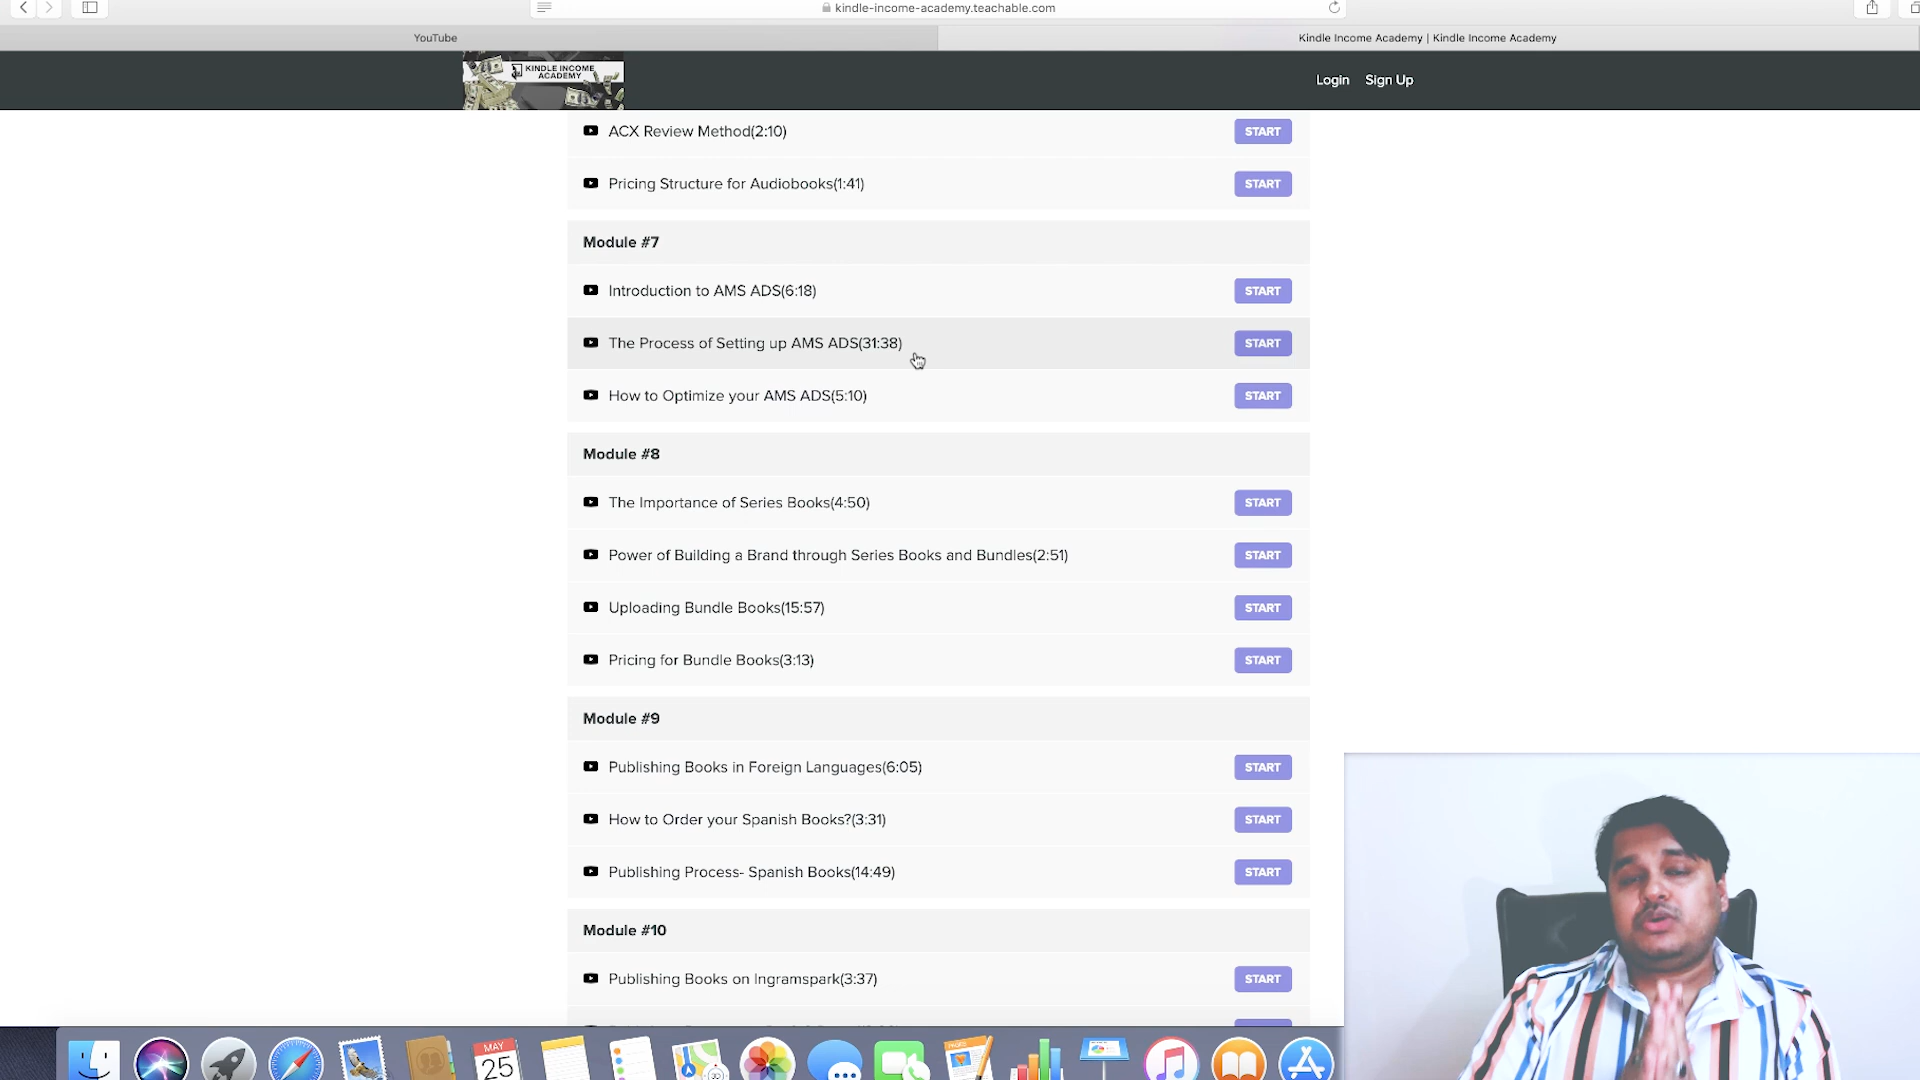 kindle-income-academy.teachable.com
YouTube
Kindle Income Academy | Kindle Income Academy
KINDLE INCOME
ACADEMY
Login Sign Up
ACX Review Method(2:10) START
Pricing Structure for Audiobooks(1:41) START
Module #7
Introduction to AMS ADS(6:18) START
The Process of Setting up AMS ADS(31:38) START
How to Optimize your AMS ADS(5:10) START
Module #8
The Importance of Series Books(4:50) START
Power of Building a Brand through Series Books and Bundles(2:51) START
Uploading Bundle Books(15:57) START
Pricing for Bundle Books(3:13) START
Module #9
Publishing Books in Foreign Languages(6:05) START
How to Order your Spanish Books?(3:31) START
Publishing Process- Spanish Books(14:49) START
Module #10
Publishing Books on Ingramspark(3:37) START
MAY
25
PAGES